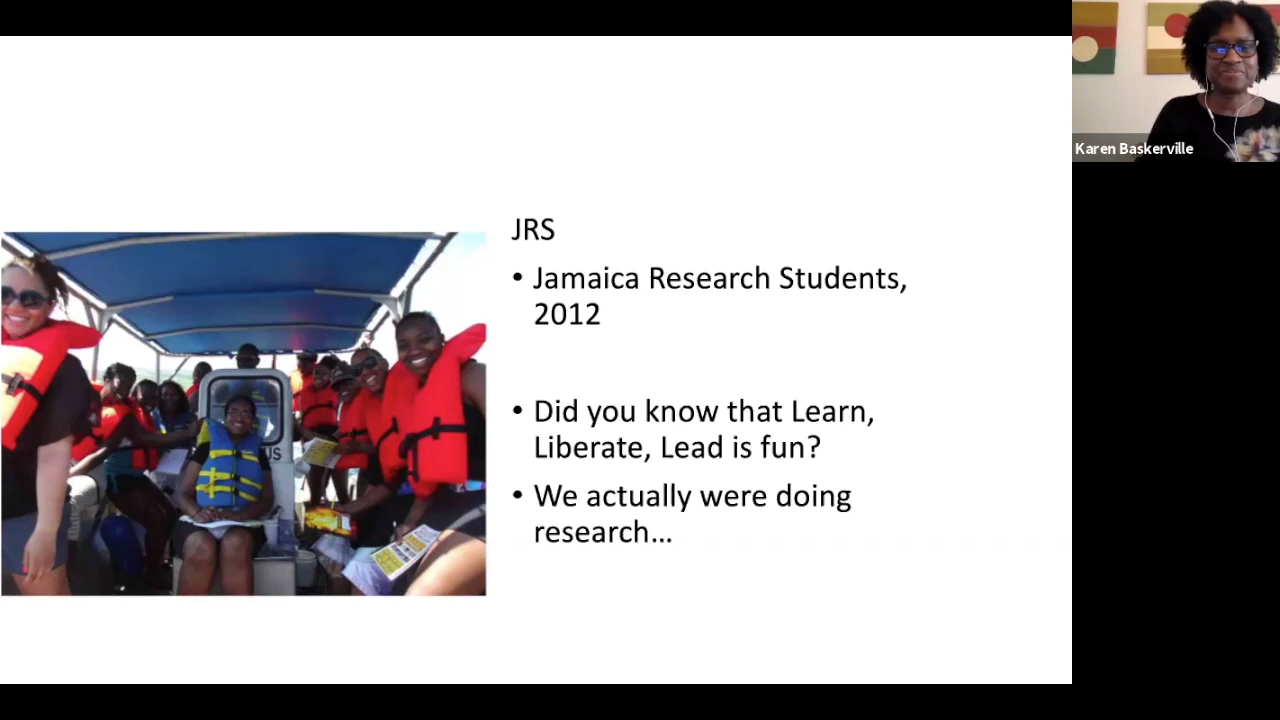 JRS
• Jamaica Research Students,
2012
• Did you know that Learn,
Liberate, Lead is fun?
• We actually were doing
research...
Karen Baskerville